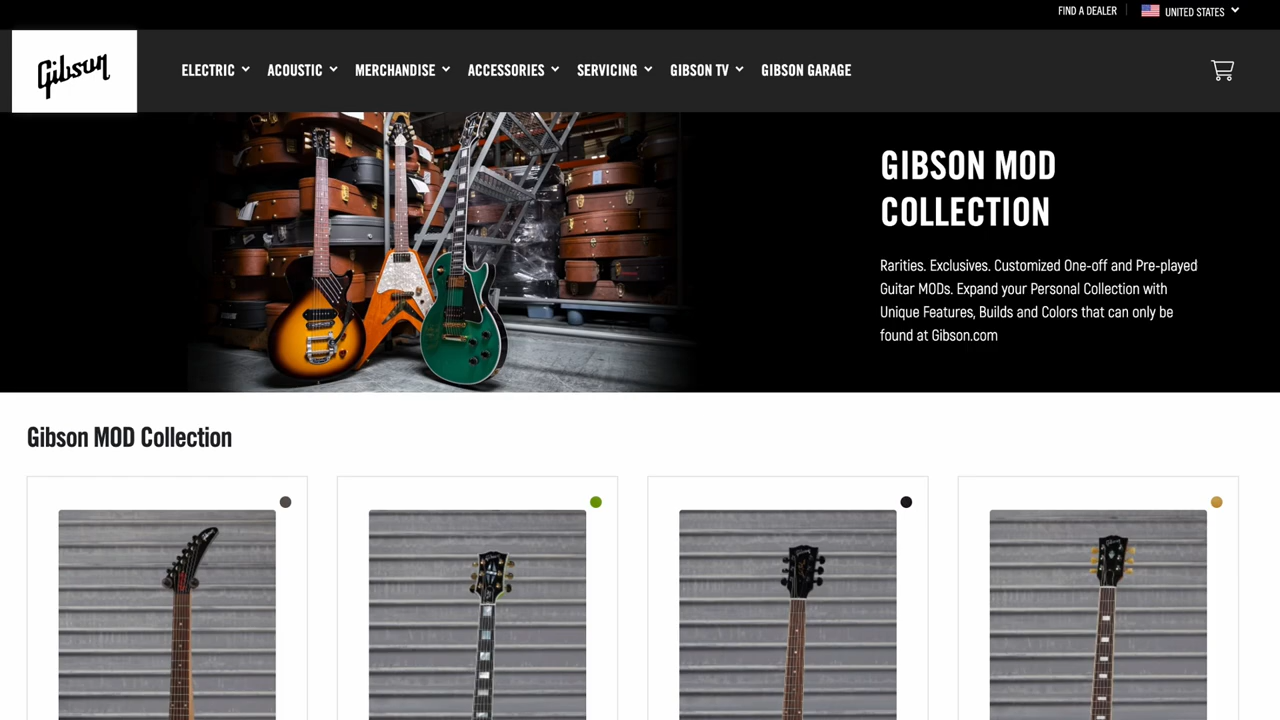 FIND A DEALER
UNITED STATES
Gibson
ELECTRIC
ACOUSTIC
MERCHANDISE
ACCESSORIES
SERVICING
GIBSON TV
GIBSON GARAGE
GIBSON MOD
COLLECTION
Rarities. Exclusives. Customized One-off and Pre-played
Guitar MODs. Expand your Personal Collection with
Unique Features, Builds and Colors that can only be
found at Gibson.com
Gibson MOD Collection